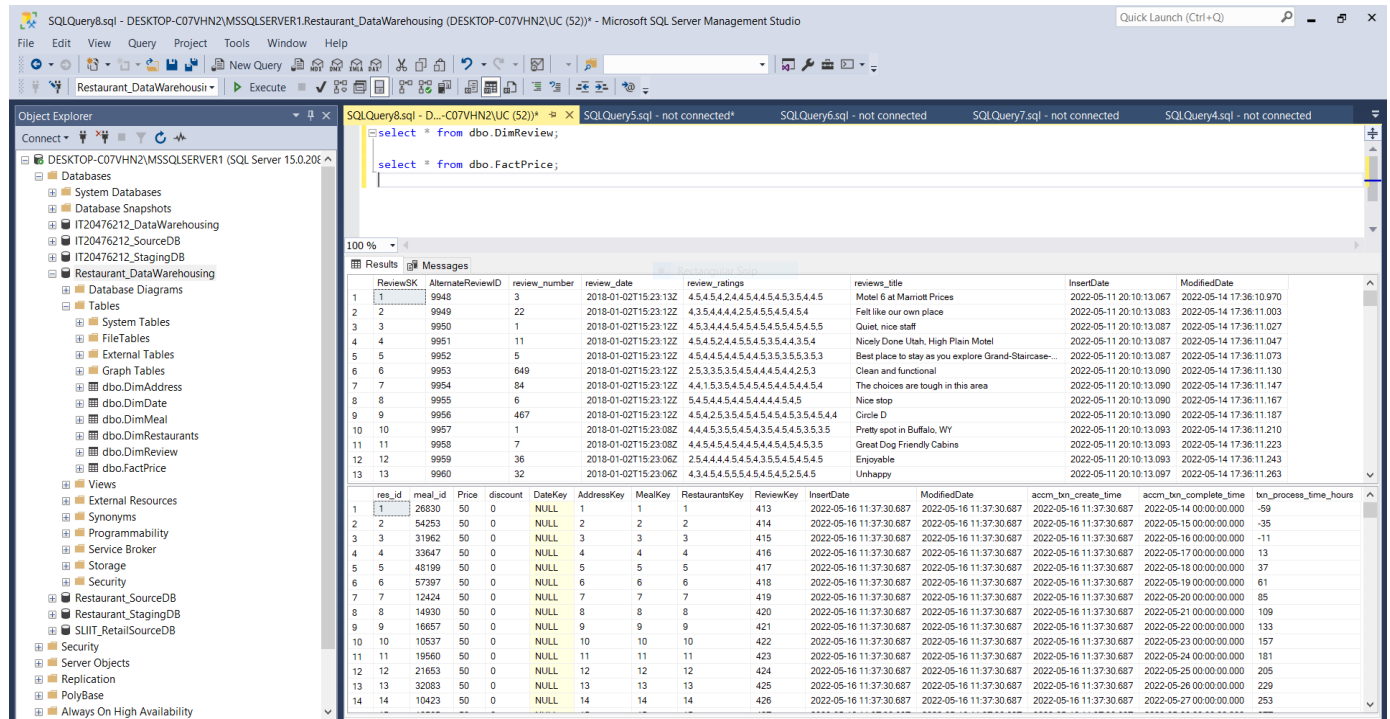 SQLQuery8.sql - DESKTOP-C07VHN2\MSSQLSERVER1.Restaurant_DataWarehousing (DESKTOP-C07VHN2\UC (52))* - Microsoft SQL Server Management Studio
Quick Launch (Ctrl+Q)
File Edit View Query Project Tools Window Help
New Query
Restaurant_DataWarehousin Execute
Object Explorer
SQLQuery8.sql - D...-C07VHN2\UC (52))* SQLQuery5.sql - not connected* SQLQuery6.sql - not connected SQLQuery7.sql - not connected SQLQuery4.sql - not connected
Connect
DESKTOP-C07VHN2\MSSQLSERVER1 (SQL Server 15.0.208
Databases
System Databases
Database Snapshots
IT20476212_DataWarehousing
IT20476212_SourceDB
IT20476212_StagingDB
Restaurant_DataWarehousing
Database Diagrams
Tables
System Tables
FileTables
External Tables
Graph Tables
dbo.DimAddress
dbo.DimDate
dbo.DimMeal
dbo.DimRestaurants
dbo.DimReview
dbo.FactPrice
Views
External Resources
Synonyms
Programmability
Service Broker
Storage
Security
Restaurant_SourceDB
Restaurant_StagingDB
SLIIT_RetailSourceDB
Security
Server Objects
Replication
PolyBase
Always On High Availability
select * from dbo.DimReview;
select * from dbo.FactPrice;
100 %
Results Messages
ReviewSK AlternateReviewID review_number review_date review_ratings reviews_title InsertDate ModifiedDate
1 1 9948 3 2018-01-02T15:23:13Z 4.5,4.5,4,2,4,4.5,4,4.5,4.5,3.5,4,4.5 Motel 6 at Marriott Prices 2022-05-11 20:10:13.067 2022-05-14 17:36:10.970
2 2 9949 22 2018-01-02T15:23:12Z 4,3.5,4,4,4,4,2.5,4.5,5,4.5,4.5,4 Felt like our own place 2022-05-11 20:10:13.083 2022-05-14 17:36:11.003
3 3 9950 1 2018-01-02T15:23:12Z 4.5,3,4,4,4.5,4.5,4.5,5,4.5,5,4.5,5 Quiet, nice staff 2022-05-11 20:10:13.087 2022-05-14 17:36:11.027
4 4 9951 11 2018-01-02T15:23:12Z 4.5,4.5,2,4,4.5,5,4.5,3.5,4,4,3.5,4 Nicely Done Utah, High Plain Motel 2022-05-11 20:10:13.087 2022-05-14 17:36:11.047
5 5 9952 5 2018-01-02T15:23:12Z 4.5,4,4.5,4,4.5,4.5,3.5,3.5,5,3.5,3 Best place to stay as you explore Grand-Staircase-... 2022-05-11 20:10:13.087 2022-05-14 17:36:11.073
6 6 9953 649 2018-01-02T15:23:12Z 2.5,3,3.5,3.5,4.5,4,4,4.5,4,4,2.5,3 Clean and functional 2022-05-11 20:10:13.090 2022-05-14 17:36:11.130
7 7 9954 84 2018-01-02T15:23:12Z 4,4,1.5,3.5,4.5,4.5,4.5,4.5,4.5,4,4.5,4 The choices are tough in this area 2022-05-11 20:10:13.090 2022-05-14 17:36:11.147
8 8 9955 6 2018-01-02T15:23:12Z 5,4.5,4,4.5,4.5,4,4,4,4.5,4.5 Nice stop 2022-05-11 20:10:13.090 2022-05-14 17:36:11.167
9 9 9956 467 2018-01-02T15:23:12Z 4.5,4,2.5,3.5,4.5,4.5,4.5,4.5,3.5,4.5,4,4 Circle D 2022-05-11 20:10:13.090 2022-05-14 17:36:11.187
10 10 9957 1 2018-01-02T15:23:08Z 4,4,4.5,3.5,5,4.5,3.5,4.5,4.5,3.5,3.5 Pretty spot in Buffalo, WY 2022-05-11 20:10:13.093 2022-05-14 17:36:11.210
11 11 9958 7 2018-01-02T15:23:08Z 4,4.5,4.5,4.5,4,4.5,4.5,4.5,4.5,3.5 Great Dog Friendly Cabins 2022-05-11 20:10:13.093 2022-05-14 17:36:11.223
12 12 9959 36 2018-01-02T15:23:06Z 2.5,4,4,4,4.5,4.5,4,3.5,5,4.5,4.5,4 Enjoyable 2022-05-11 20:10:13.093 2022-05-14 17:36:11.243
13 13 9960 32 2018-01-02T15:23:06Z 4,3,4.5,4.5,5,5,4.5,4.5,4.5,2.5,4.5 Unhappy 2022-05-11 20:10:13.097 2022-05-14 17:36:11.263
res_id meal_id Price discount DateKey AddressKey MealKey RestaurantsKey ReviewKey InsertDate ModifiedDate accm_txn_create_time accm_txn_complete_time txn_process_time_hours
1 1 26830 50 0 NULL 1 1 1 413 2022-05-16 11:37:30.687 2022-05-16 11:37:30.687 2022-05-16 11:37:30.687 2022-05-14 00:00:00.000 -59
2 2 54253 50 0 NULL 2 2 2 414 2022-05-16 11:37:30.687 2022-05-16 11:37:30.687 2022-05-16 11:37:30.687 2022-05-15 00:00:00.000 -35
3 3 31962 50 0 NULL 3 3 3 415 2022-05-16 11:37:30.687 2022-05-16 11:37:30.687 2022-05-16 11:37:30.687 2022-05-16 00:00:00.000 -11
4 4 33647 50 0 NULL 4 4 4 416 2022-05-16 11:37:30.687 2022-05-16 11:37:30.687 2022-05-16 11:37:30.687 2022-05-17 00:00:00.000 13
5 5 48199 50 0 NULL 5 5 5 417 2022-05-16 11:37:30.687 2022-05-16 11:37:30.687 2022-05-16 11:37:30.687 2022-05-18 00:00:00.000 37
6 6 57397 50 0 NULL 6 6 6 418 2022-05-16 11:37:30.687 2022-05-16 11:37:30.687 2022-05-16 11:37:30.687 2022-05-19 00:00:00.000 61
7 7 12424 50 0 NULL 7 7 7 419 2022-05-16 11:37:30.687 2022-05-16 11:37:30.687 2022-05-16 11:37:30.687 2022-05-20 00:00:00.000 85
8 8 14930 50 0 NULL 8 8 8 420 2022-05-16 11:37:30.687 2022-05-16 11:37:30.687 2022-05-16 11:37:30.687 2022-05-21 00:00:00.000 109
9 9 16657 50 0 NULL 9 9 9 421 2022-05-16 11:37:30.687 2022-05-16 11:37:30.687 2022-05-16 11:37:30.687 2022-05-22 00:00:00.000 133
10 10 10537 50 0 NULL 10 10 10 422 2022-05-16 11:37:30.687 2022-05-16 11:37:30.687 2022-05-16 11:37:30.687 2022-05-23 00:00:00.000 157
11 11 19560 50 0 NULL 11 11 11 423 2022-05-16 11:37:30.687 2022-05-16 11:37:30.687 2022-05-16 11:37:30.687 2022-05-24 00:00:00.000 181
12 12 21653 50 0 NULL 12 12 12 424 2022-05-16 11:37:30.687 2022-05-16 11:37:30.687 2022-05-16 11:37:30.687 2022-05-25 00:00:00.000 205
13 13 32083 50 0 NULL 13 13 13 425 2022-05-16 11:37:30.687 2022-05-16 11:37:30.687 2022-05-16 11:37:30.687 2022-05-26 00:00:00.000 229
14 14 10423 50 0 NULL 14 14 14 426 2022-05-16 11:37:30.687 2022-05-16 11:37:30.687 2022-05-16 11:37:30.687 2022-05-27 00:00:00.000 253